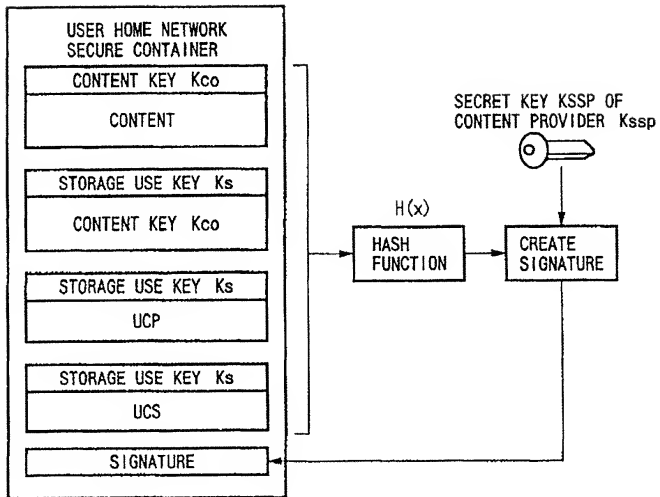 USER HOME NETWORK
SECURE CONTAINER
CONTENT KEY Kco
CONTENT
STORAGE USE KEY Ks
CONTENT KEY Kco
STORAGE USE KEY Ks
UCP
STORAGE USE KEY Ks
UCS
SIGNATURE
H(x)
HASH
FUNCTION
SECRET KEY KSSP OF
CONTENT PROVIDER Kssp
CREATE
SIGNATURE